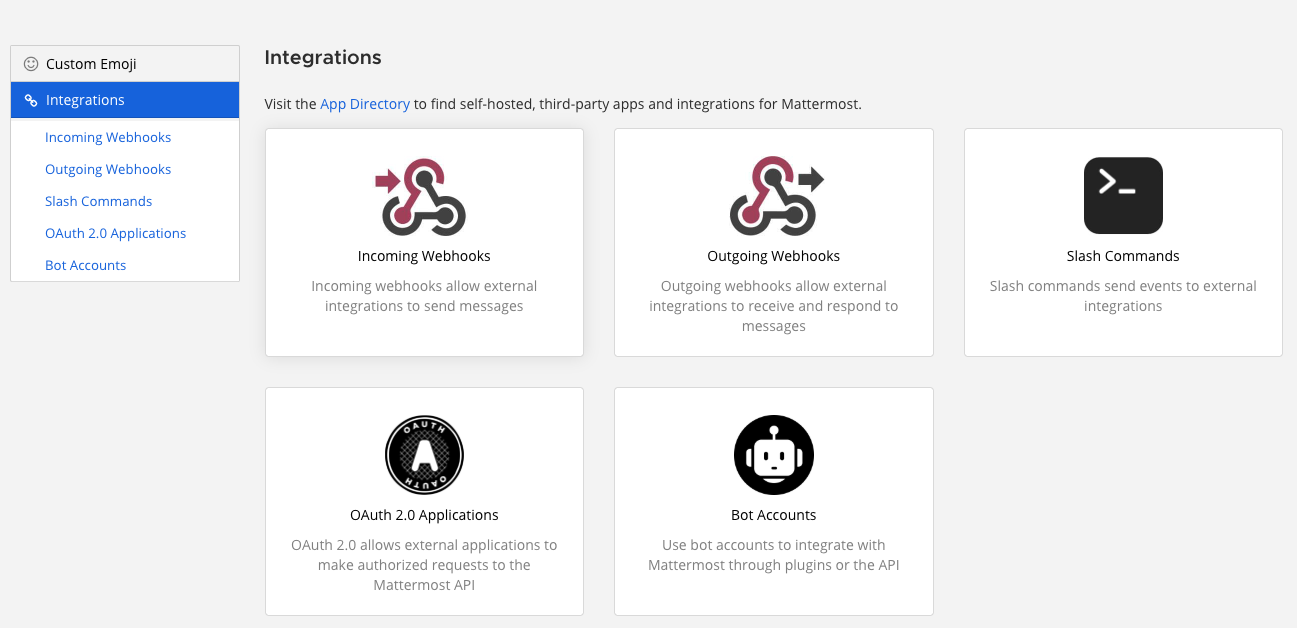 Custom Emoji
Integrations
Incoming Webhooks
Outgoing Webhooks
Slash Commands
OAuth 2.0 Applications
Bot Accounts
Integrations
Visit the App Directory to find self-hosted, third-party apps and integrations for Mattermost.
Incoming Webhooks
Incoming webhooks allow external
integrations to send messages
Outgoing Webhooks
Outgoing webhooks allow external
integrations to receive and respond to
messages
>_
Slash Commands
Slash commands send events to external
integrations
OAUTH
A
OAUTH
OAuth 2.0 Applications
OAuth 2.0 allows external applications to
make authorized requests to the
Mattermost API
Bot Accounts
Use bot accounts to integrate with
Mattermost through plugins or the API